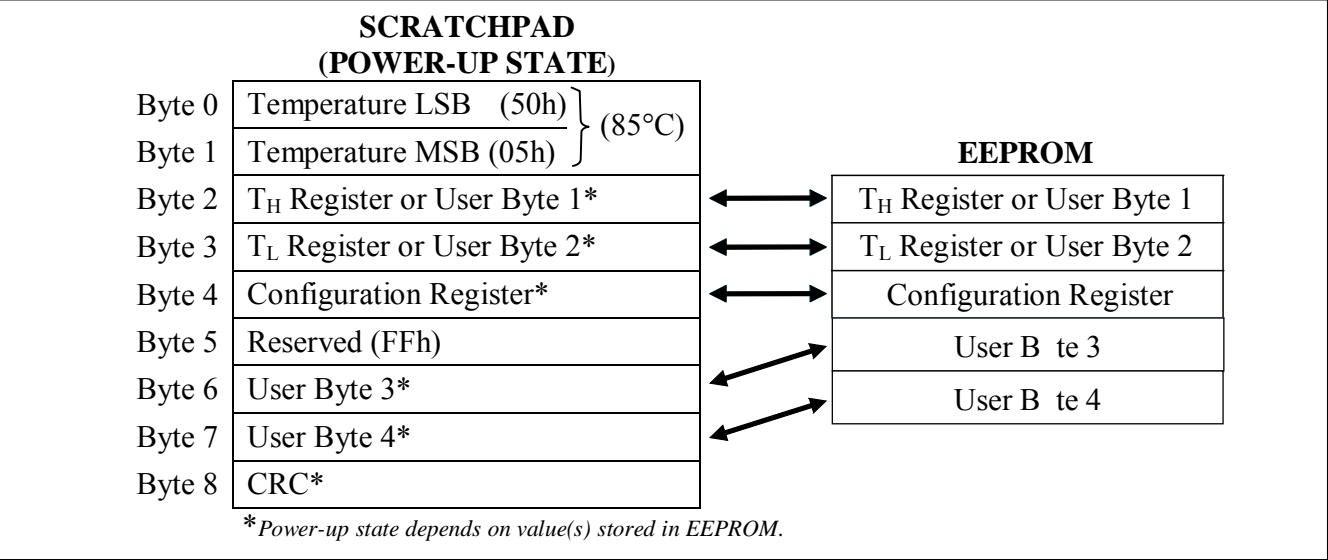 SCRATCHPAD
(POWER-UP STATE)
Byte 0 Temperature LSB (50h)
(85°C)
Byte 1 Temperature MSB (05h)
EEPROM
Byte 2 T_H Register or User Byte 1* T_H Register or User Byte 1
Byte 3 T_L Register or User Byte 2* T_L Register or User Byte 2
Byte 4 Configuration Register* Configuration Register
Byte 5 Reserved (FFh)
User B te 3
Byte 6 User Byte 3*
User B te 4
Byte 7 User Byte 4*
Byte 8 CRC*
*Power-up state depends on value(s) stored in EEPROM.